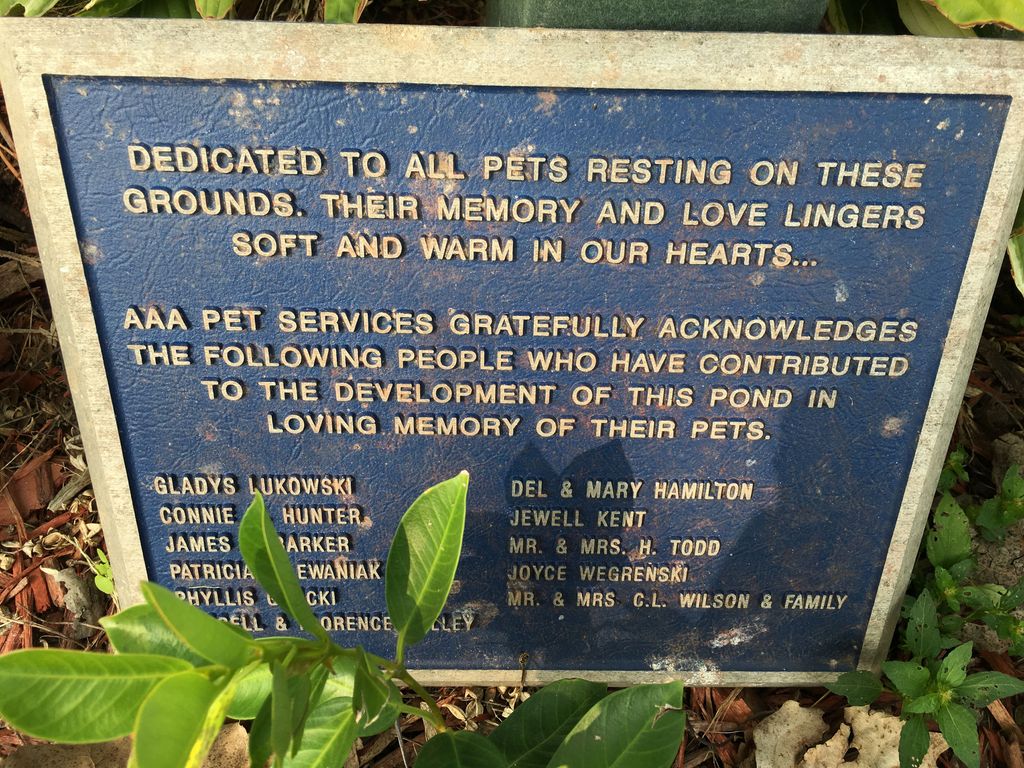 DEDICATED TO ALL PETS RESTING ON THESE
GROUNDS. THEIR MEMORY AND LOVE LINGERS
SOFT AND WARM IN OUR HEARTS...
AAA PET SERVICES GRATEFULLY ACKNOWLEDGES
THE FOLLOWING PEOPLE WHO HAVE CONTRIBUTED
TO THE DEVELOPMENT OF THIS POND IN
LOVING MEMORY OF THEIR PETS.
GLADYS LUKOWSKI
CONNIE HUNTER
JAMES
PATRICIA
PHYLLIS
& FLORENCE
DEL & MARY HAMILTON
JEWELL KENT
MR. & MRS. H. TODD
JOYCE WEGRENSKI
MR. & MRS. C.L. WILSON & FAMILY